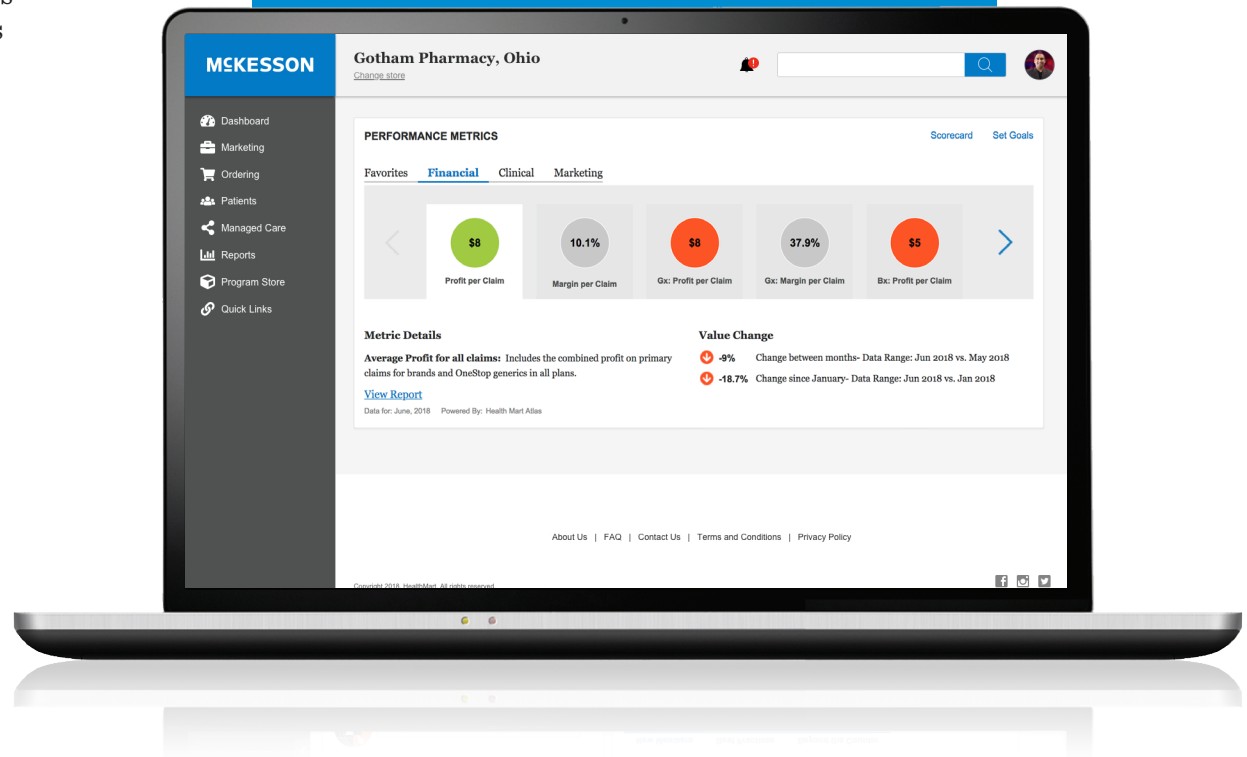 MCKESSON
Gotham Pharmacy, Ohio
Change store
!
Dashboard
Marketing
Ordering
Patients
Managed Care
Reports
Program Store
Quick Links
PERFORMANCE METRICS
Scorecard Set Goals
Favorites Financial Clinical Marketing
$8
Profit per Claim
10.1%
Margin per Claim
$8
Gx: Profit per Claim
37.9%
Gx: Margin per Claim
$5
Bx: Profit per Claim
Metric Details
Average Profit for all claims: Includes the combined profit on primary
claims for brands and OneStop generics in all plans.
View Report
Data for: June, 2018 Powered By: Health Mart Atlas
Value Change
-9% Change between months- Data Range: Jun 2018 vs. May 2018
-18.7% Change since January- Data Range: Jun 2018 vs. Jan 2018
About Us | FAQ | Contact Us | Terms and Conditions | Privacy Policy
Copyright 2018. HealthMart. All rights reserved